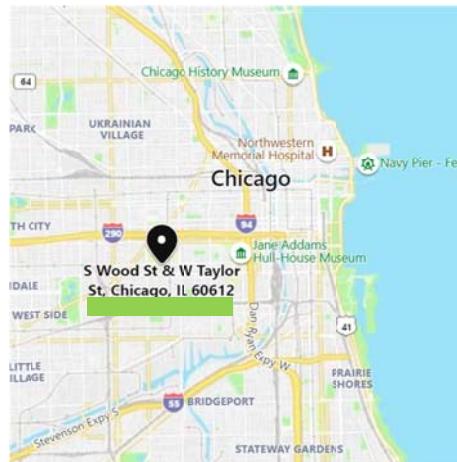 Chicago History Museum
64
UKRAINIAN
VILLAGE
PARK
Northwestern
Memorial Hospital
H
Navy Pier - Fe
Chicago
94
TH CITY
290
Jane Addams
Hull-House Museum
S Wood St & W Taylor
St, Chicago, IL 60612
DALE
WEST SIDE
Dan Ryan Expy W
41
LITTLE
ILLAGE
PRAIRIE
SHORES
55
BRIDGEPORT
Stevenson Expy S
STATEWAY GARDENS